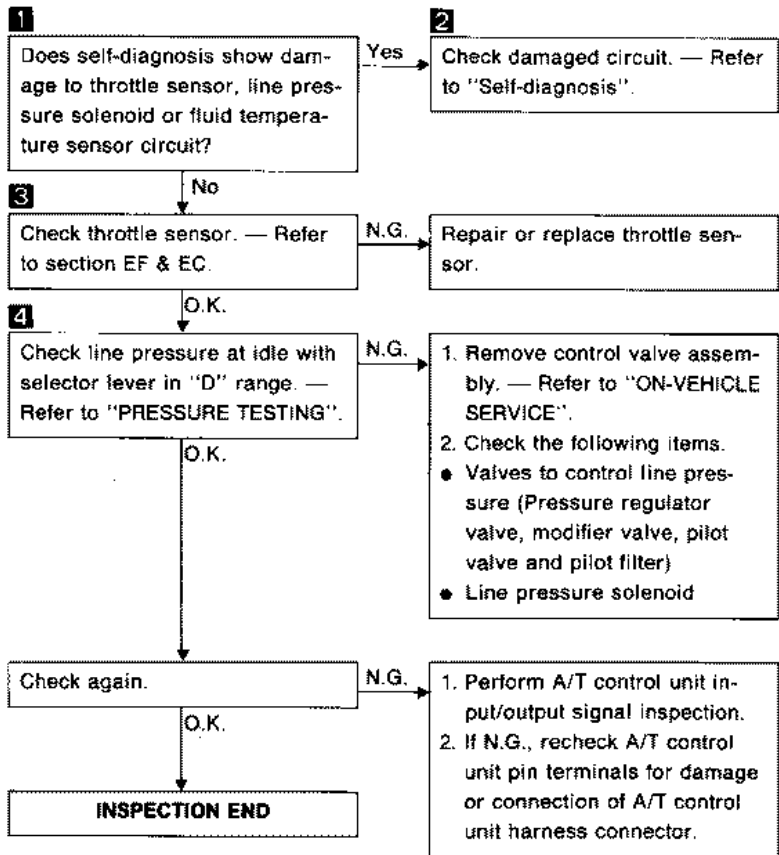 1
Does self-diagnosis show dam-
age to throttle sensor, line pres-
sure solenoid or fluid tempera-
ture sensor circuit?
Yes
2
Check damaged circuit. — Refer
to "Self-diagnosis".
No
3
Check throttle sensor. — Refer
to section EF & EC.
N.G.
Repair or replace throttle sen-
sor.
O.K.
4
Check line pressure at idle with
selector lever in "D" range. —
Refer to "PRESSURE TESTING".
N.G.
1. Remove control valve assem-
bly. — Refer to "ON-VEHICLE
SERVICE".
2. Check the following items.
● Valves to control line pres-
sure (Pressure regulator
valve, modifier valve, pilot
valve and pilot filter)
● Line pressure solenoid
O.K.
Check again.
N.G.
1. Perform A/T control unit in-
put/output signal inspection.
2. If N.G., recheck A/T control
unit pin terminals for damage
or connection of A/T control
unit harness connector.
O.K.
INSPECTION END